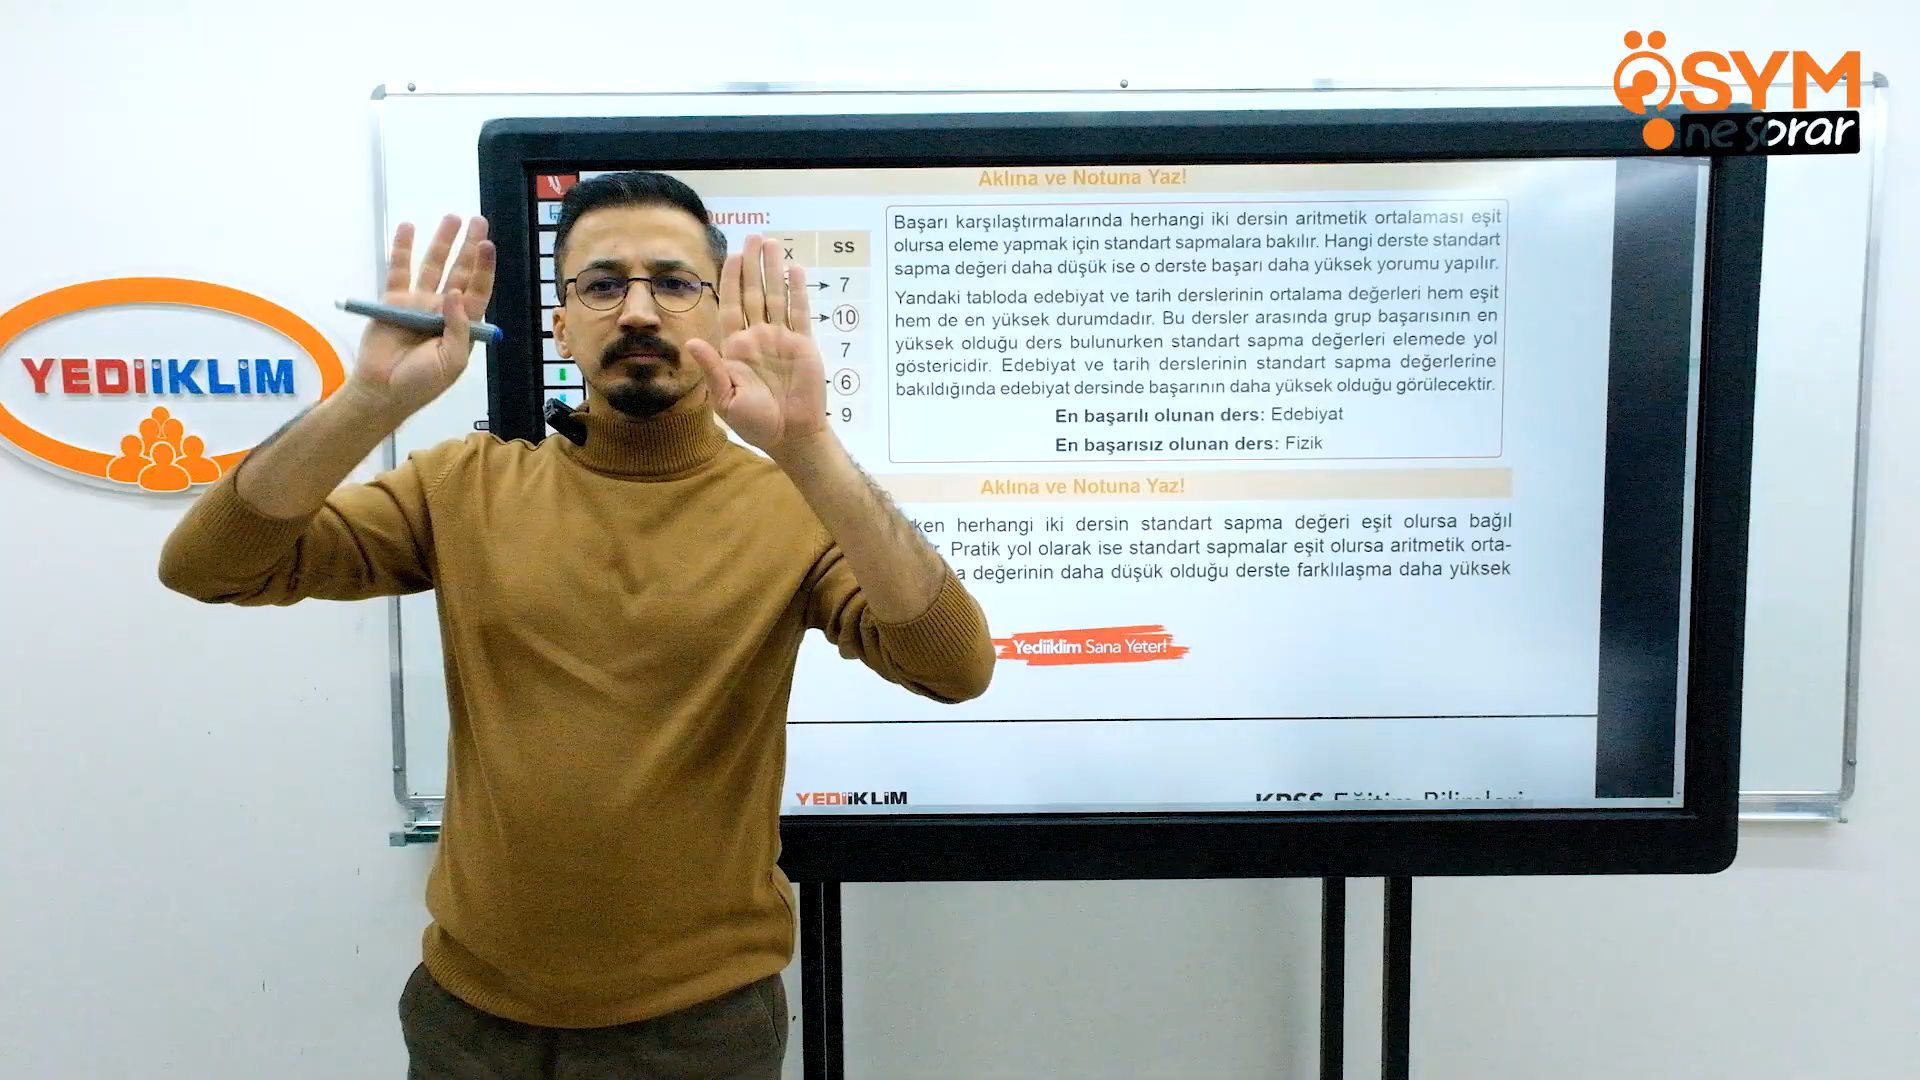 ÖSYM
ne sorar
YEDİİKLİM
Aklına ve Notuna Yaz!
Durum:
x SS
7
10
7
6
9
Başarı karşılaştırmalarında herhangi iki dersin aritmetik ortalaması eşit
olursa eleme yapmak için standart sapmalara bakılır. Hangi derste standart
sapma değeri daha düşük ise o derste başarı daha yüksek yorumu yapılır.
Yandaki tabloda edebiyat ve tarih derslerinin ortalama değerleri hem eşit
hem de en yüksek durumdadır. Bu dersler arasında grup başarısının en
yüksek olduğu ders bulunurken standart sapma değerleri elemede yol
göstericidir. Edebiyat ve tarih derslerinin standart sapma değerlerine
bakıldığında edebiyat dersinde başarının daha yüksek olduğu görülecektir.
En başarılı olunan ders: Edebiyat
En başarısız olunan ders: Fizik
Aklına ve Notuna Yaz!
herhangi iki dersin standart sapma değeri eşit olursa bağıl
Pratik yol olarak ise standart sapmalar eşit olursa aritmetik orta-
değerinin daha düşük olduğu derste farklılaşma daha yüksek
Yediiklim Sana Yeter!
YEDİİKLİM
KPSS Eğitim Bilimleri